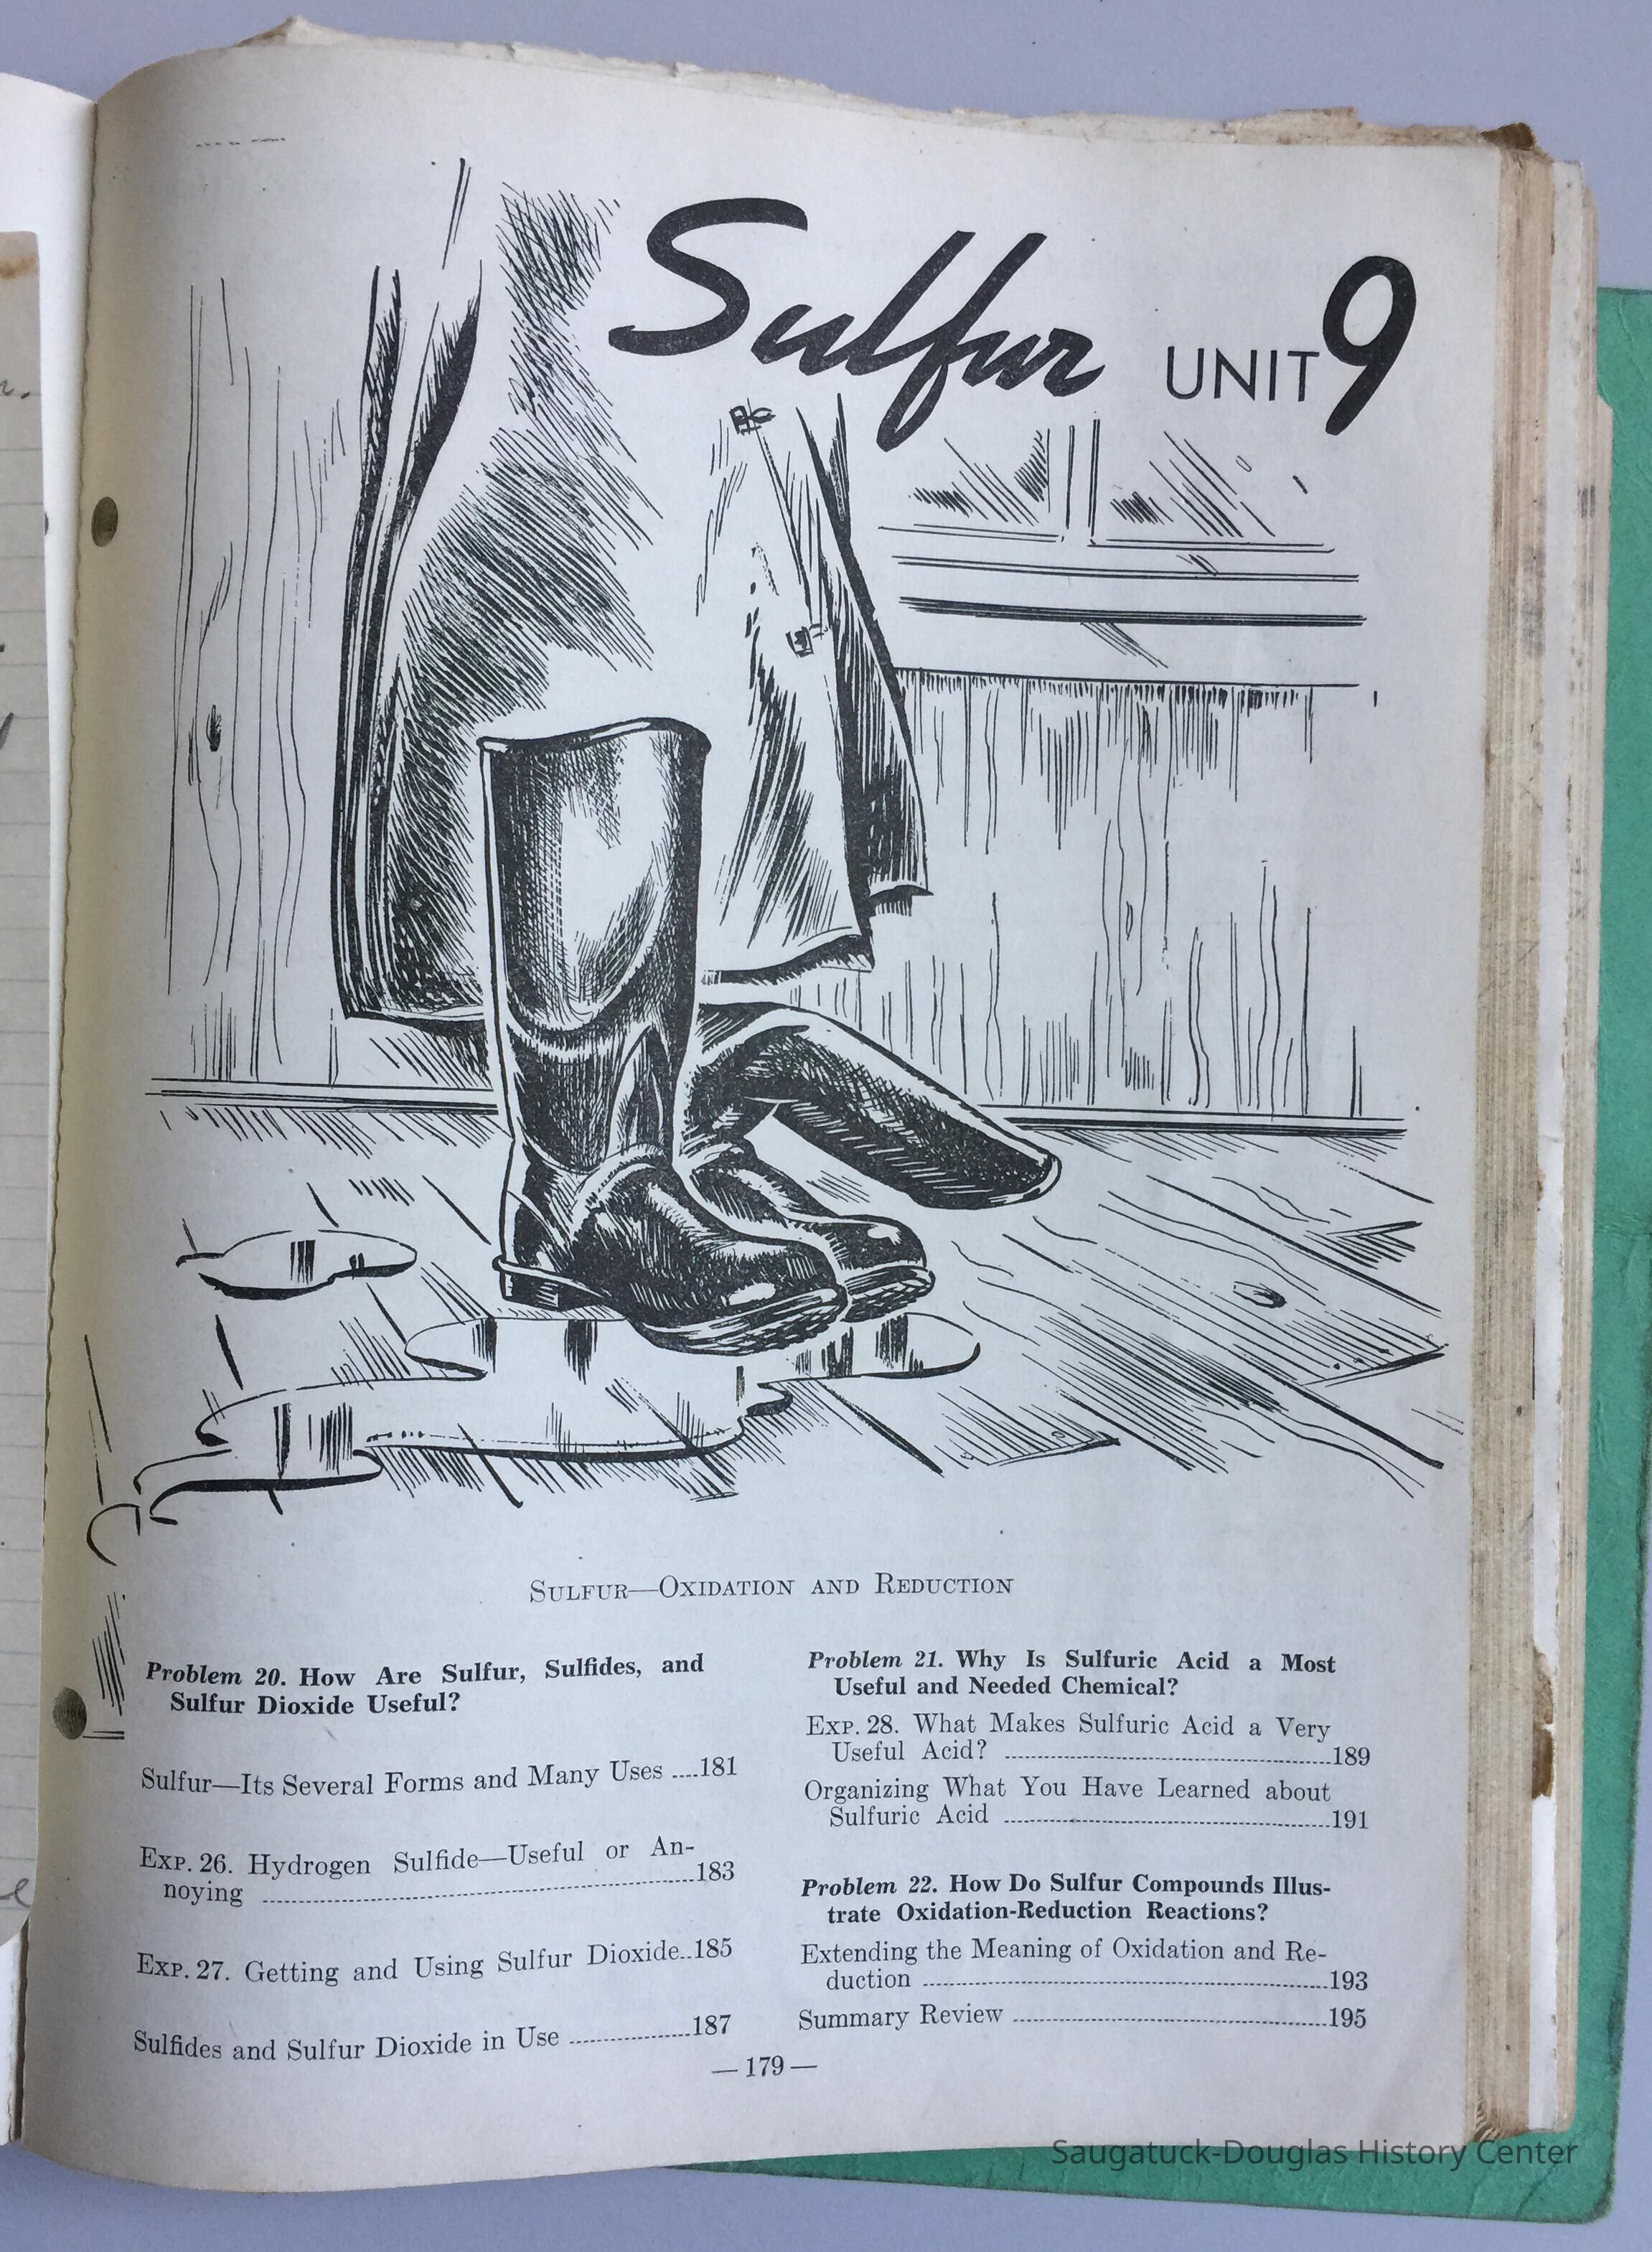 Sulfur UNIT 9
SULFUR—OXIDATION AND REDUCTION
Problem 20. How Are Sulfur, Sulfides, and
Sulfur Dioxide Useful?
Sulfur—Its Several Forms and Many Uses ....181
EXP. 26. Hydrogen Sulfide—Useful or An-
noying ..........183
EXP. 27. Getting and Using Sulfur Dioxide..185
Sulfides and Sulfur Dioxide in Use ..........187
Problem 21. Why Is Sulfuric Acid a Most
Useful and Needed Chemical?
EXP. 28. What Makes Sulfuric Acid a Very
Useful Acid? ..........189
Organizing What You Have Learned about
Sulfuric Acid ..........191
Problem 22. How Do Sulfur Compounds Illus-
trate Oxidation-Reduction Reactions?
Extending the Meaning of Oxidation and Re-
duction ..........193
Summary Review ..........195
— 179 —
Saugatuck-Douglas History Center